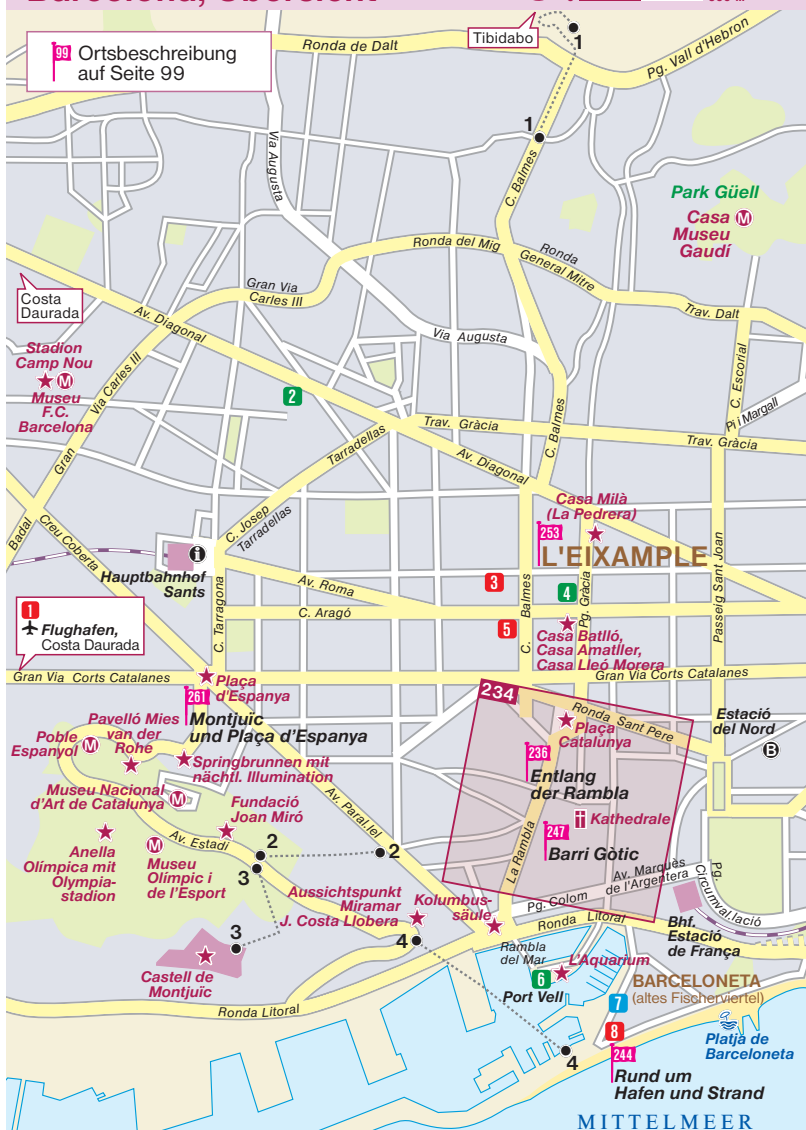 99 Ortsbeschreibung
auf Seite 99
Tibidabo
1
Ronda de Dalt
Pg. Vall d'Hebron
1
Via Augusta
C. Balmes
Park Güell
Casa M
Museu
Gaudí
Ronda del Mig
Ronda
General Mitre
Gran Via
Carles III
Costa
Daurada
Av. Diagonal
Trav. Dalt
Via Augusta
Stadion
Camp Nou
M
Museu
F.C.
Barcelona
Gran Via Carles III
2
C. Escorial
Pi i Margall
Trav. Gràcia
Trav. Gràcia
C. Balmes
Tarradellas
Av. Diagonal
Badal
Creu Coberta
C. Josep
Tarradellas
Casa Milà
(La Pedrera)
253
L'EIXAMPLE
Passeig Sant Joan
i
Hauptbahnhof
Sants
3
Av. Roma
C. Balmes
4
Pg. Gràcia
C. Tarragona
C. Aragó
1
Flughafen,
Costa Daurada
5
Casa Batlló,
Casa Amatller,
Casa Lleó Morera
Gran Via Corts Catalanes
Gran Via Corts Catalanes
Plaça
d'Espanya
261
Montjuïc
und Plaça d'Espanya
234
Ronda Sant Pere
Plaça
Catalunya
Estació
del Nord
B
Pavelló Mies
van der
Rohe
Poble
Espanyol M
Springbrunnen mit
nächtl. Illumination
236
Entlang
der Rambla
Museu Nacional
d'Art de Catalunya M
Av. Paral.lel
Fundació
Joan Miró
Kathedrale
247
Barri Gòtic
La Rambla
Av. Estadi
2
2
3
Anella
Olímpica mit
Olympia-
stadion
M
Museu
Olímpic i
de l'Esport
Av. Marquès
de l'Argentera
Pg.
Circumval.lació
Aussichtspunkt
Miramar
J. Costa Llobera
Kolumbus-
säule
Pg. Colom
Ronda Litoral
Bhf.
Estació
de França
3
4
Castell de
Montjuïc
Rambla
del Mar
L'Aquarium
6
Port Vell
BARCELONETA
(altes Fischerviertel)
7
Ronda Litoral
8
Platja de
Barceloneta
4
244
Rund um
Hafen und Strand
MITTELMEER